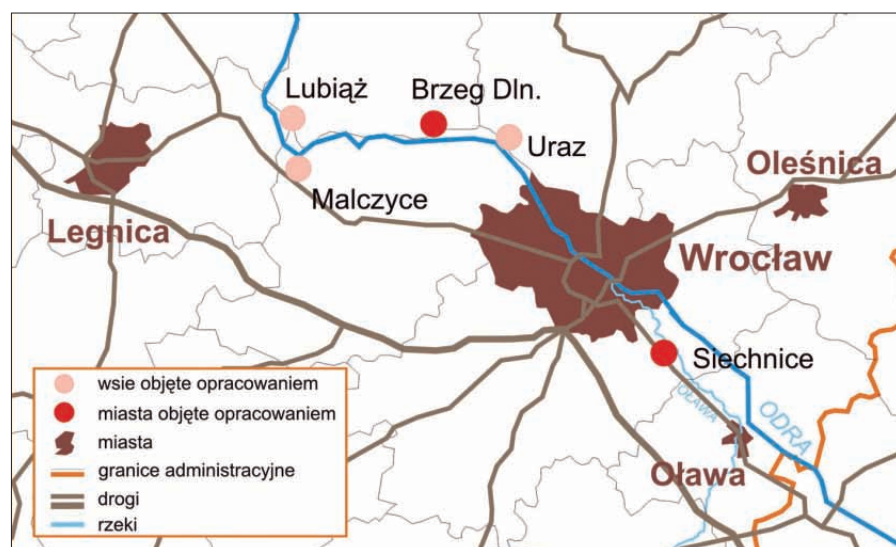 Lubiąż
Brzeg Dln.
Uraz
Oleśnica
Malczyce
Legnica
Wrocław
Siechnice
OŁAWA
ODRA
Oława
wsie objęte opracowaniem
miasta objęte opracowaniem
miasta
granice administracyjne
drogi
rzeki